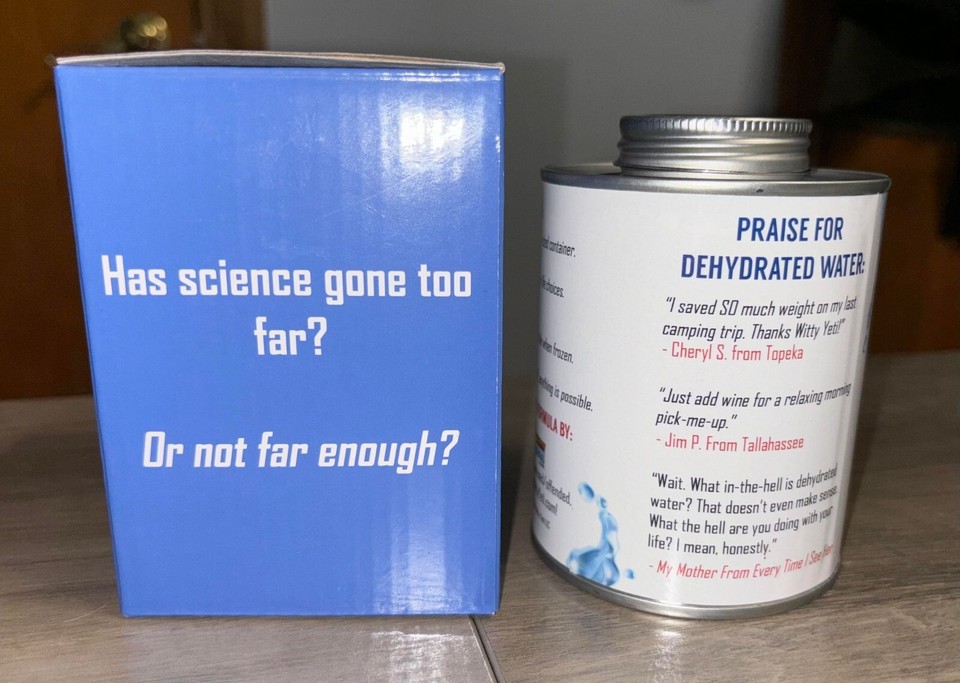 Has science gone too
far?
Or not far enough?
container.
choices.
when frozen.
is possible.
BY:
offended,
PRAISE FOR
DEHYDRATED WATER:
“I saved SO much weight on my last
camping trip. Thanks Witty Yeti!”
- Cheryl S. from Topeka
“Just add wine for a relaxing morning
pick-me-up.”
- Jim P. From Tallahassee
“Wait. What in-the-hell is dehydrated
water? That doesn’t even make sense.
What the hell are you doing with your
life? I mean, honestly.”
- My Mother From Every Time I See